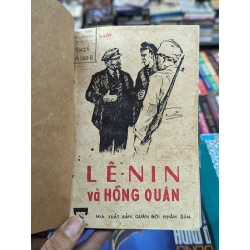 LÊ-NIN
và HỒNG QUÂN
NHÀ XUẤT BẢN QUÂN ĐỘI NHÂN DÂN